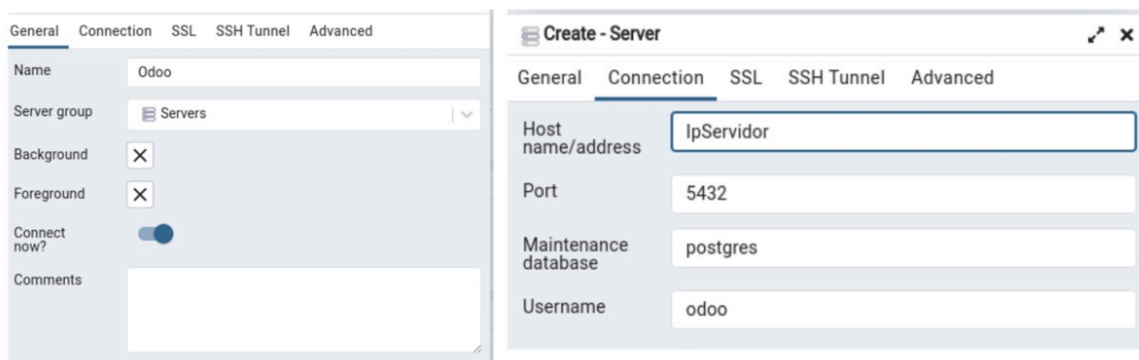 General Connection SSL SSH Tunnel Advanced
Name Odoo
Server group Servers
Background
Foreground
Connect
now?
Comments
Create - Server
General Connection SSL SSH Tunnel Advanced
Host
name/address
IpServidor
Port 5432
Maintenance
database
postgres
Username odoo